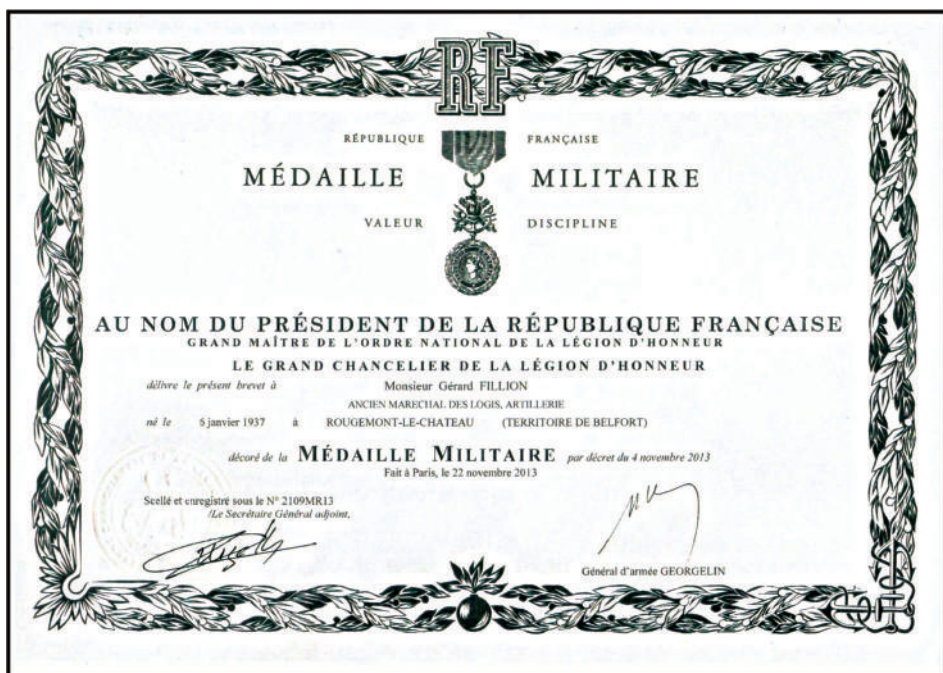 RF
RÉPUBLIQUE FRANÇAISE
MÉDAILLE MILITAIRE
VALEUR DISCIPLINE
AU NOM DU PRÉSIDENT DE LA RÉPUBLIQUE FRANÇAISE
GRAND MAÎTRE DE L'ORDRE NATIONAL DE LA LÉGION D'HONNEUR
LE GRAND CHANCELIER DE LA LÉGION D'HONNEUR
délivre le présent brevet à Monsieur Gérard FILLION
ANCIEN MARECHAL DES LOGIS, ARTILLERIE
né le 6 janvier 1937 à ROUGEMONT-LE-CHATEAU (TERRITOIRE DE BELFORT)
décoré de la MÉDAILLE MILITAIRE par décret du 4 novembre 2013
Fait à Paris, le 22 novembre 2013
Scellé et enregistré sous le N° 2109MR13
/Le Secrétaire Général adjoint,
Général d'armée GEORGELIN